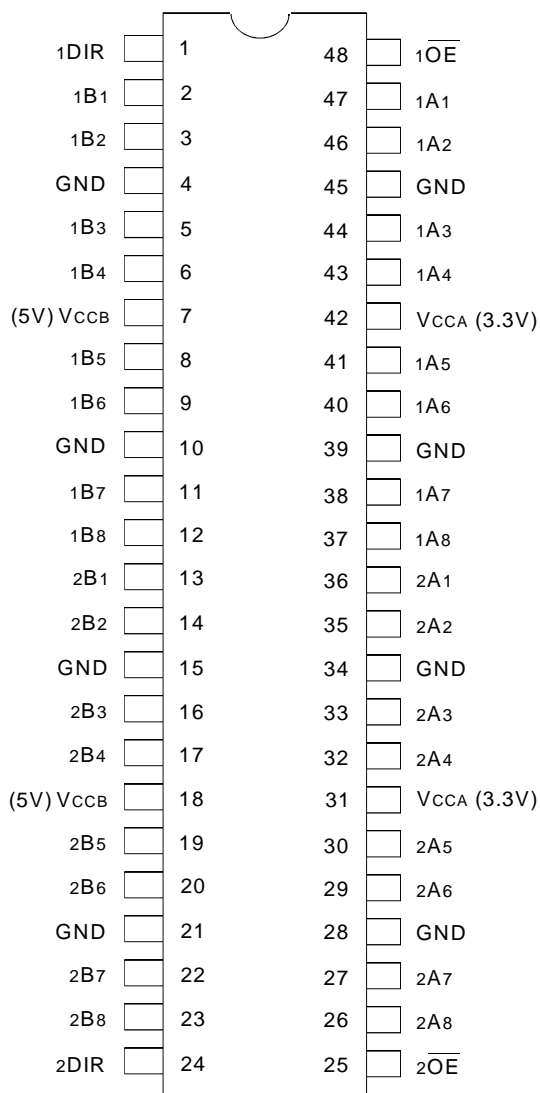 1DIR 1 48 1OE
1B1 2 47 1A1
1B2 3 46 1A2
GND 4 45 GND
1B3 5 44 1A3
1B4 6 43 1A4
(5V) VCCB 7 42 VCCA (3.3V)
1B5 8 41 1A5
1B6 9 40 1A6
GND 10 39 GND
1B7 11 38 1A7
1B8 12 37 1A8
2B1 13 36 2A1
2B2 14 35 2A2
GND 15 34 GND
2B3 16 33 2A3
2B4 17 32 2A4
(5V) VCCB 18 31 VCCA (3.3V)
2B5 19 30 2A5
2B6 20 29 2A6
GND 21 28 GND
2B7 22 27 2A7
2B8 23 26 2A8
2DIR 24 25 2OE